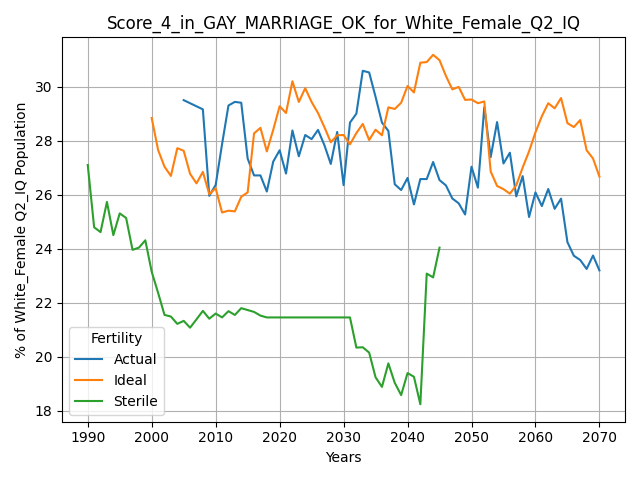 Score_4_in_GAY_MARRIAGE_OK_for_White_Female_Q2_IQ
% of White_Female Q2_IQ Population
30
28
26
24
22
20
18
Fertility
Actual
Ideal
Sterile
1990 2000 2010 2020 2030 2040 2050 2060 2070
Years